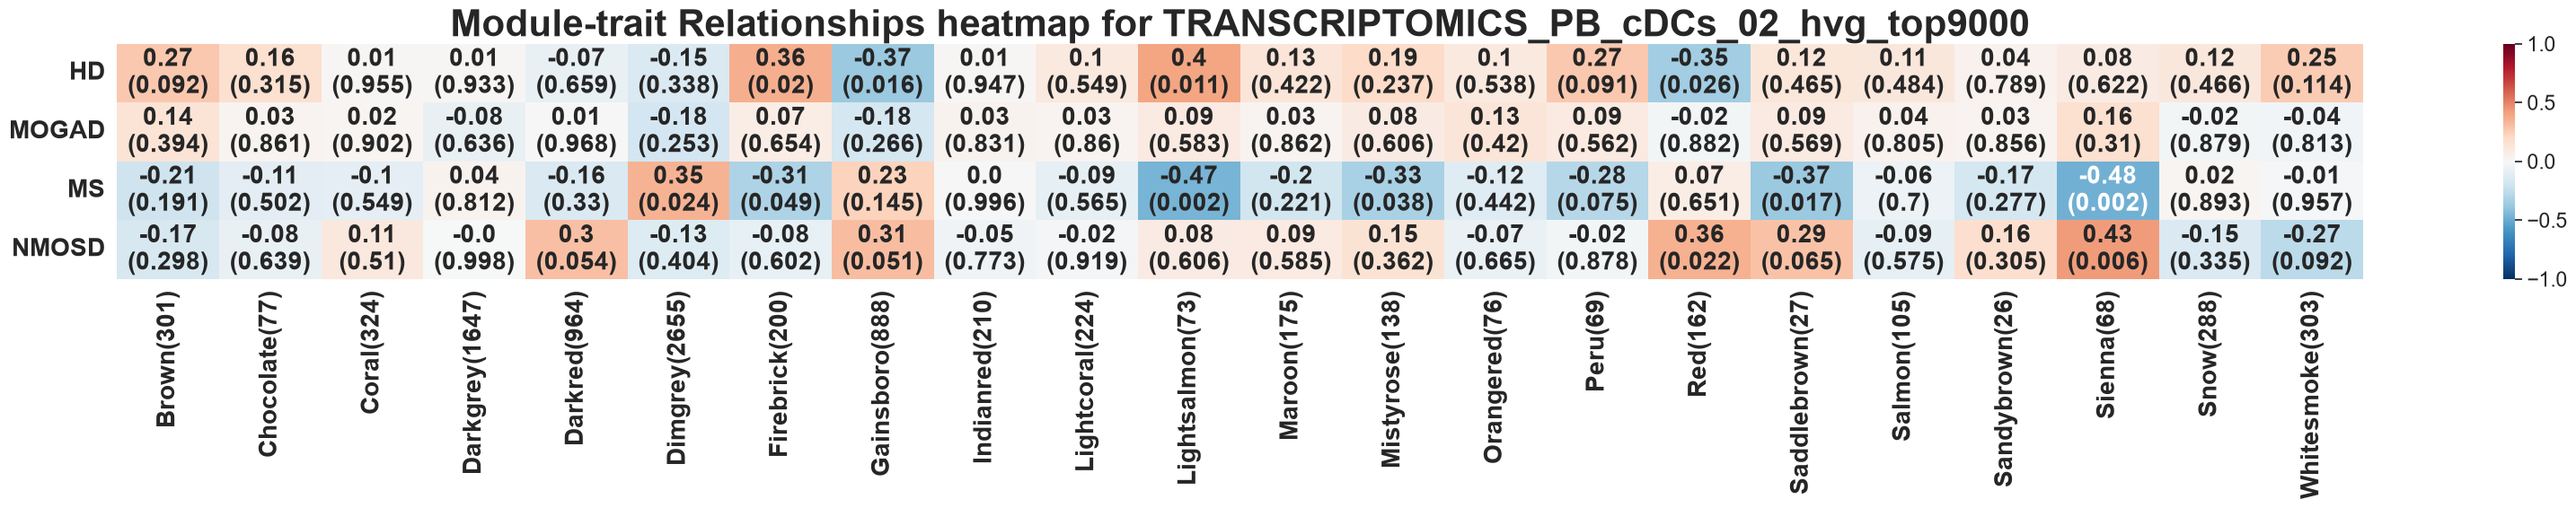 Module-trait Relationships heatmap for TRANSCRIPTOMICS_PB_cDCs_02_hvg_top9000
0.27 0.16 0.01 0.01 -0.07 -0.15 0.36 -0.37 0.01 0.1 0.4 0.13 0.19 0.1 0.27 -0.35 0.12 0.11 0.04 0.08 0.12 0.25
HD
(0.092) (0.315) (0.955) (0.933) (0.659) (0.338) (0.02) (0.016) (0.947) (0.549) (0.011) (0.422) (0.237) (0.538) (0.091) (0.026) (0.465) (0.484) (0.789) (0.622) (0.466) (0.114)
0.14 0.03 0.02 -0.08 0.01 -0.18 0.07 -0.18 0.03 0.03 0.09 0.03 0.08 0.13 0.09 -0.02 0.09 0.04 0.03 0.16 -0.02 -0.04
MOGAD
(0.394) (0.861) (0.902) (0.636) (0.968) (0.253) (0.654) (0.266) (0.831) (0.86) (0.583) (0.862) (0.606) (0.42) (0.562) (0.882) (0.569) (0.805) (0.856) (0.31) (0.879) (0.813)
-0.21 -0.11 -0.1 0.04 -0.16 0.35 -0.31 0.23 0.0 -0.09 -0.47 -0.2 -0.33 -0.12 -0.28 0.07 -0.37 -0.06 -0.17 -0.48 0.02 -0.01
MS
(0.191) (0.502) (0.549) (0.812) (0.33) (0.024) (0.049) (0.145) (0.996) (0.565) (0.002) (0.221) (0.038) (0.442) (0.075) (0.651) (0.017) (0.7) (0.277) (0.002) (0.893) (0.957)
-0.17 -0.08 0.11 -0.0 0.3 -0.13 -0.08 0.31 -0.05 -0.02 0.08 0.09 0.15 -0.07 -0.02 0.36 0.29 -0.09 0.16 0.43 -0.15 -0.27
NMOSD
(0.298) (0.639) (0.51) (0.998) (0.054) (0.404) (0.602) (0.051) (0.773) (0.919) (0.606) (0.585) (0.362) (0.665) (0.878) (0.022) (0.065) (0.575) (0.305) (0.006) (0.335) (0.092)
Brown(301)
Chocolate(77)
Coral(324)
Darkgrey(1647)
Darkred(964)
Dimgrey(2655)
Firebrick(200)
Gainsboro(888)
Indianred(210)
Lightcoral(224)
Lightsalmon(73)
Maroon(175)
Mistyrose(138)
Orangered(76)
Peru(69)
Red(162)
Saddlebrown(27)
Salmon(105)
Sandybrown(26)
Sienna(68)
Snow(288)
Whitesmoke(303)
1.0
0.5
0.0
−0.5
−1.0